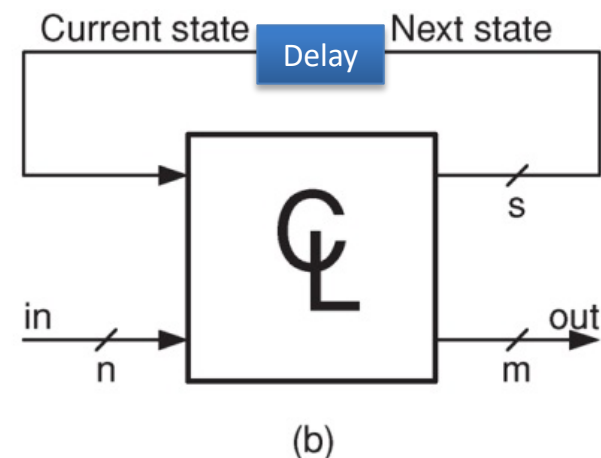 Current state
Delay
Next state
CL
s
in
n
out
m
(b)